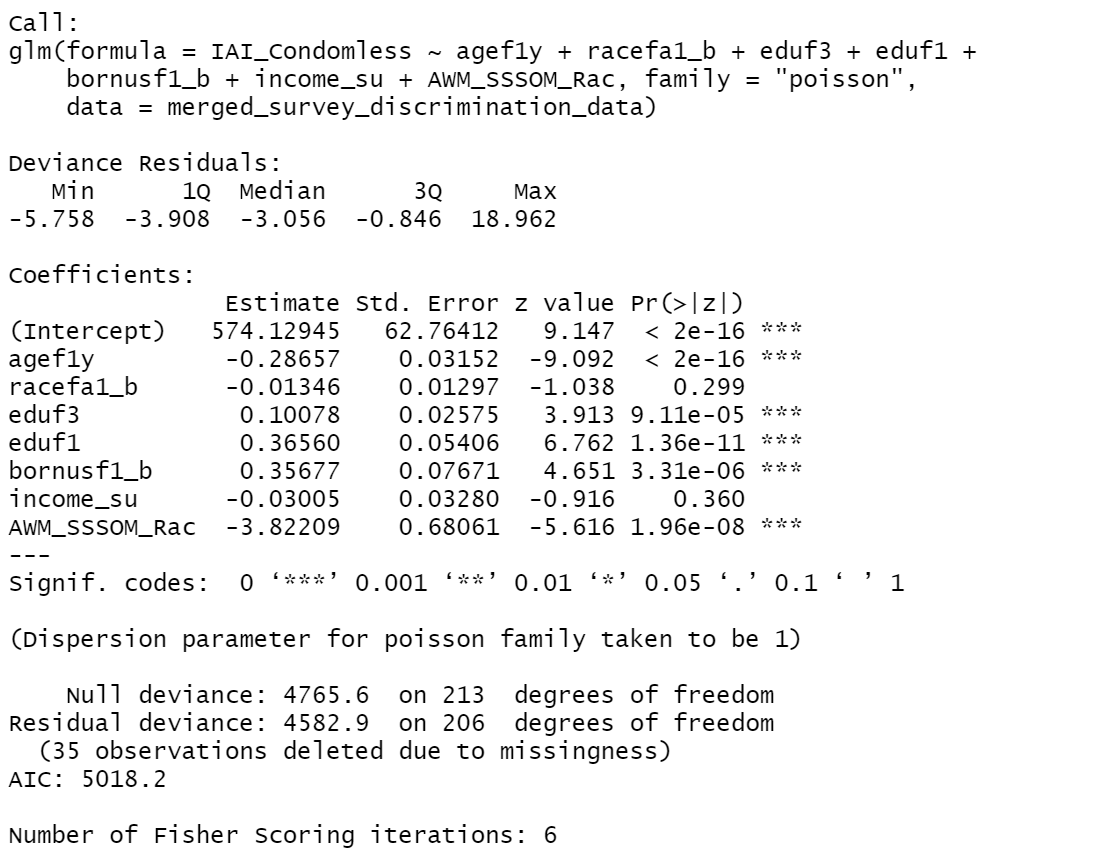 Call:
glm(formula = IAI_Condomless ~ agef1y + racefa1_b + eduf3 + eduf1 +
    bornusf1_b + income_su + AWM_SSSOM_Rac, family = "poisson",
    data = merged_survey_discrimination_data)

Deviance Residuals:
   Min      1Q  Median      3Q     Max
-5.758  -3.908  -3.056  -0.846  18.962

Coefficients:
               Estimate Std. Error z value Pr(>|z|)
(Intercept)   574.12945   62.76412   9.147  < 2e-16 ***
agef1y         -0.28657    0.03152  -9.092  < 2e-16 ***
racefa1_b      -0.01346    0.01297  -1.038    0.299
eduf3           0.10078    0.02575   3.913 9.11e-05 ***
eduf1           0.36560    0.05406   6.762 1.36e-11 ***
bornusf1_b      0.35677    0.07671   4.651 3.31e-06 ***
income_su      -0.03005    0.03280  -0.916    0.360
AWM_SSSOM_Rac  -3.82209    0.68061  -5.616 1.96e-08 ***
---
Signif. codes:  0 ‘***’ 0.001 ‘**’ 0.01 ‘*’ 0.05 ‘.’ 0.1 ‘ ’ 1

(Dispersion parameter for poisson family taken to be 1)

    Null deviance: 4765.6  on 213  degrees of freedom
Residual deviance: 4582.9  on 206  degrees of freedom
  (35 observations deleted due to missingness)
AIC: 5018.2

Number of Fisher Scoring iterations: 6